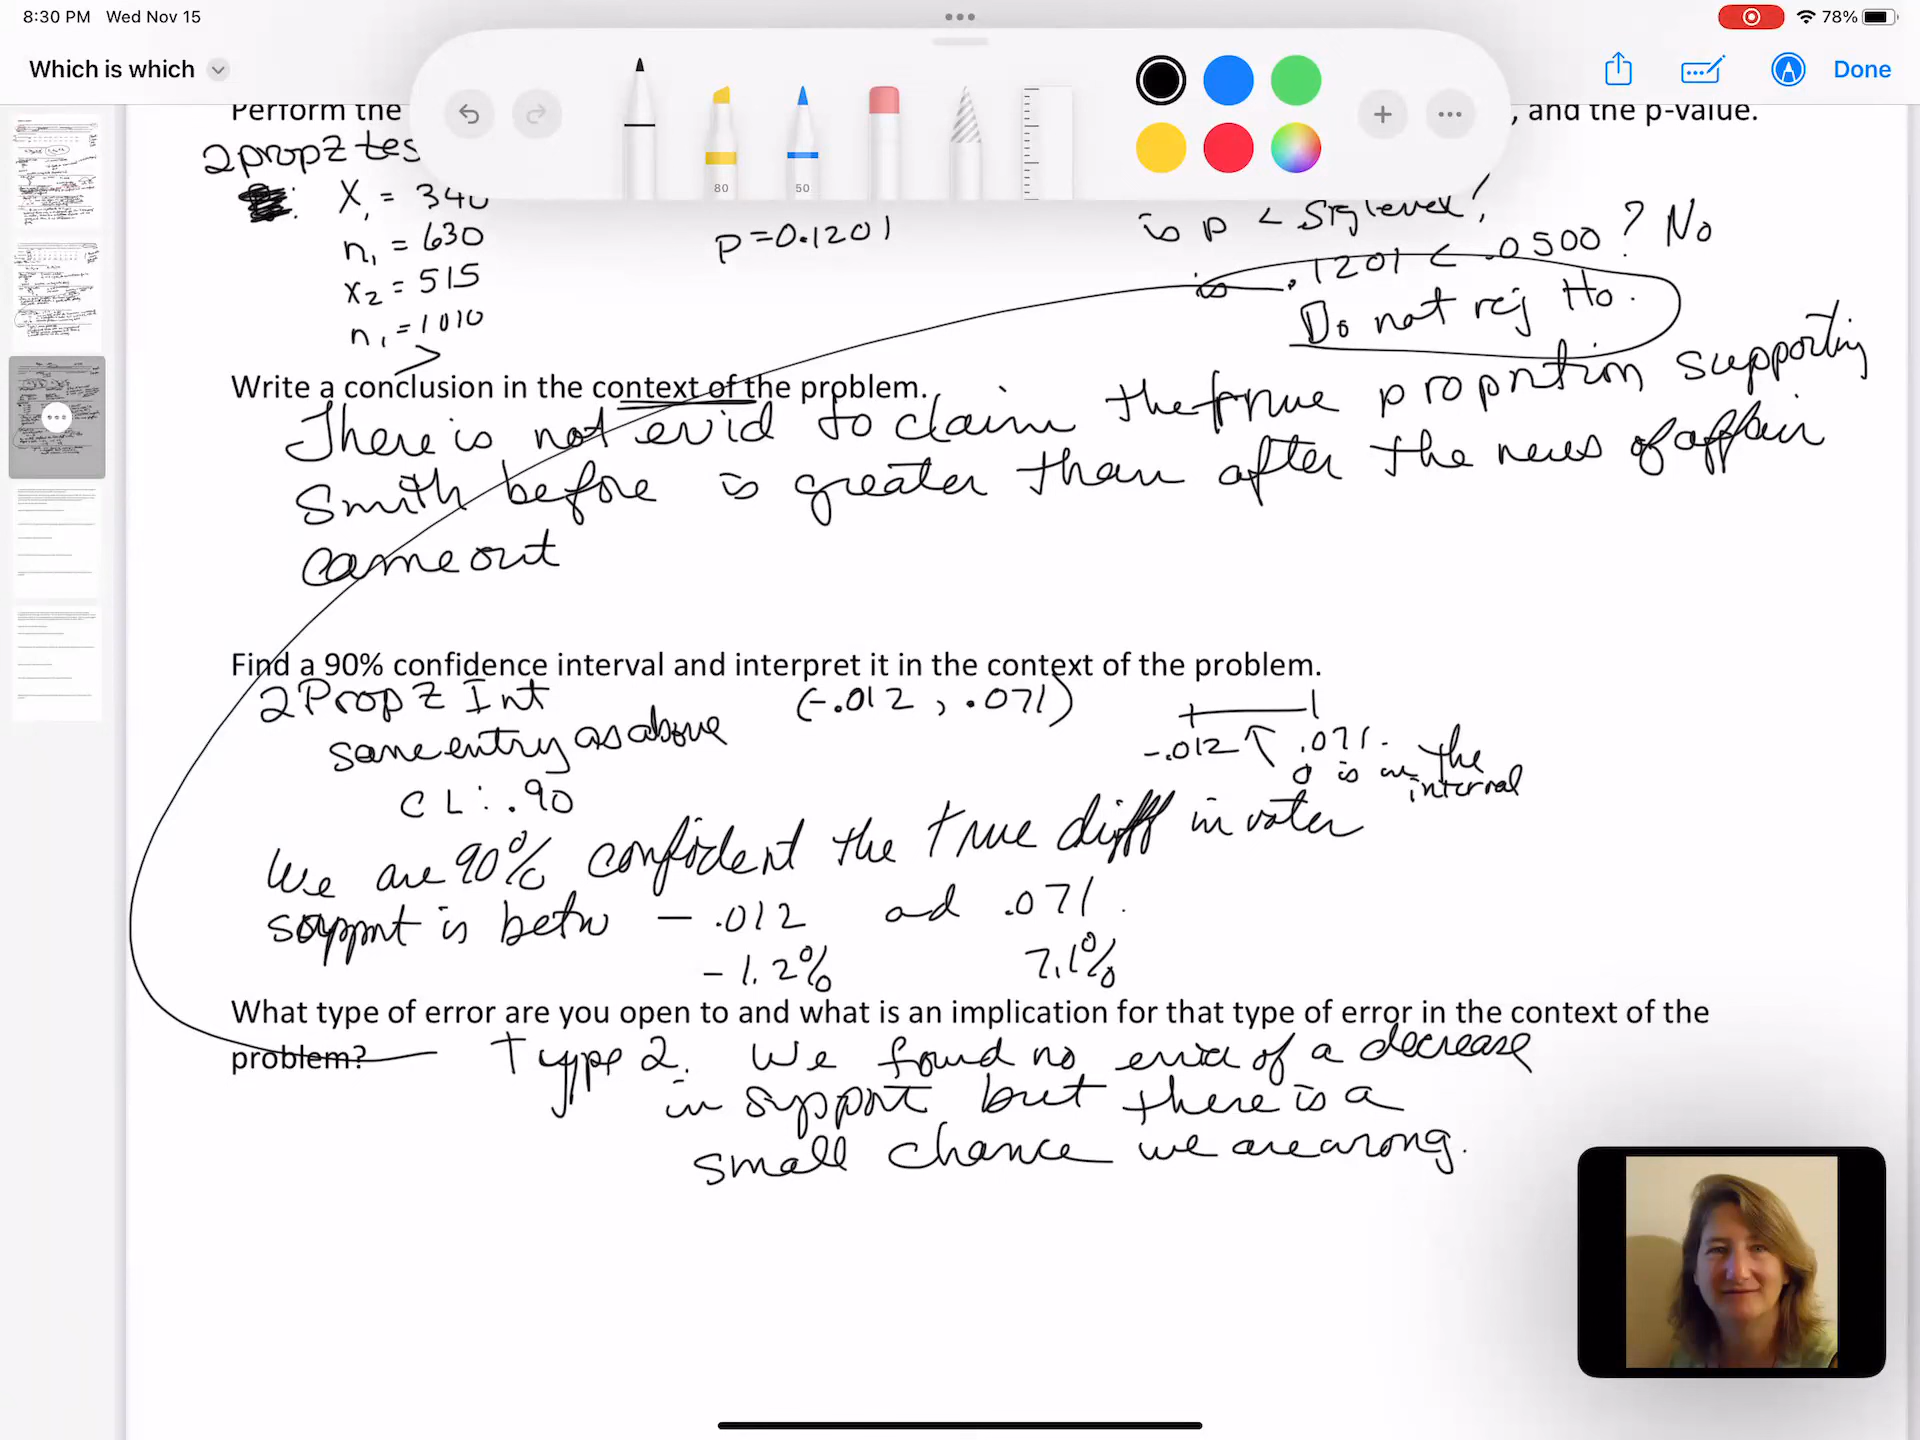 8:30 PM Wed Nov 15
78%
Which is which
Done
80
50
Perform the
, and the p-value.
2propZ tes
X₁ = 340
n₁ = 630
x₂ = 515
n₁ = 1010
>
p=0.1201
is p < sig level?
is .1201 < .0500? No
Do not rej Ho.
Write a conclusion in the context of the problem.
There is not evid to claim the true proportion supporting
Smith before is greater than after the news of affair
came out
Find a 90% confidence interval and interpret it in the context of the problem.
2PropZInt
same entry as above
CL: .90
(-.012, .071)
-.012 .071.
0 is in the
interval
We are 90% confident the true diff in voter
support is betw -.012 and .071.
-1.2% 7.1%
What type of error are you open to and what is an implication for that type of error in the context of the
problem?
Type 2. We found no evid of a decrease
in support but there is a
small chance we are wrong.